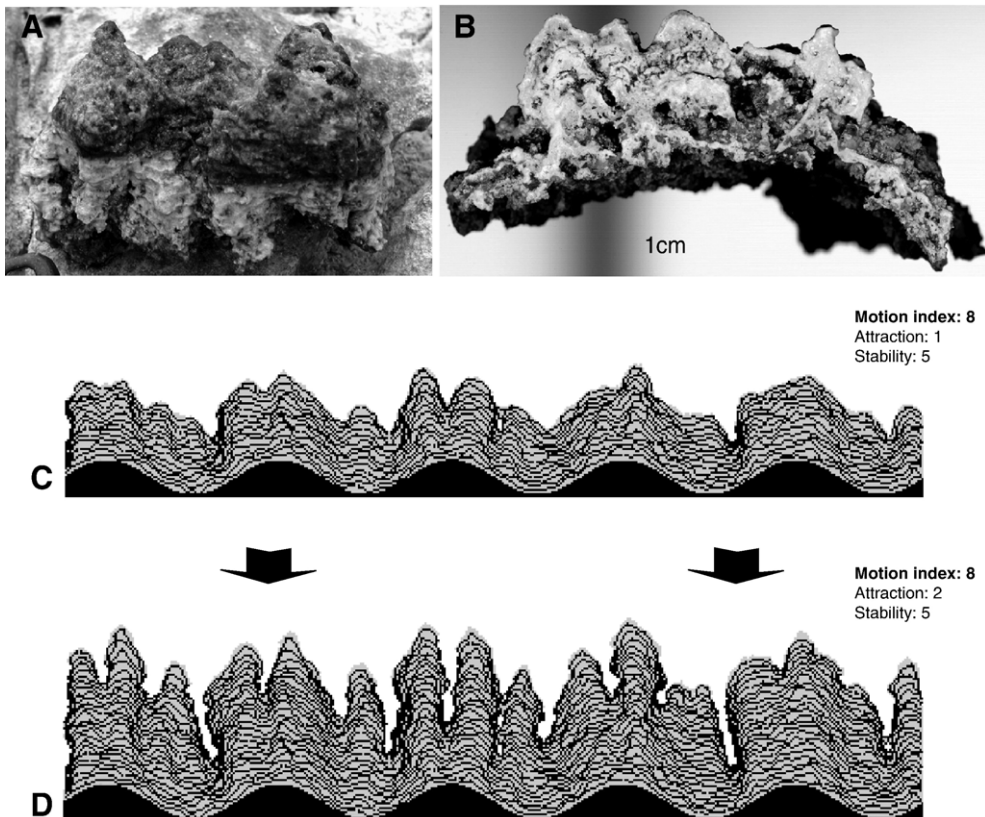 A
B
1cm
Motion index: 8
Attraction: 1
Stability: 5
C
Motion index: 8
Attraction: 2
Stability: 5
D